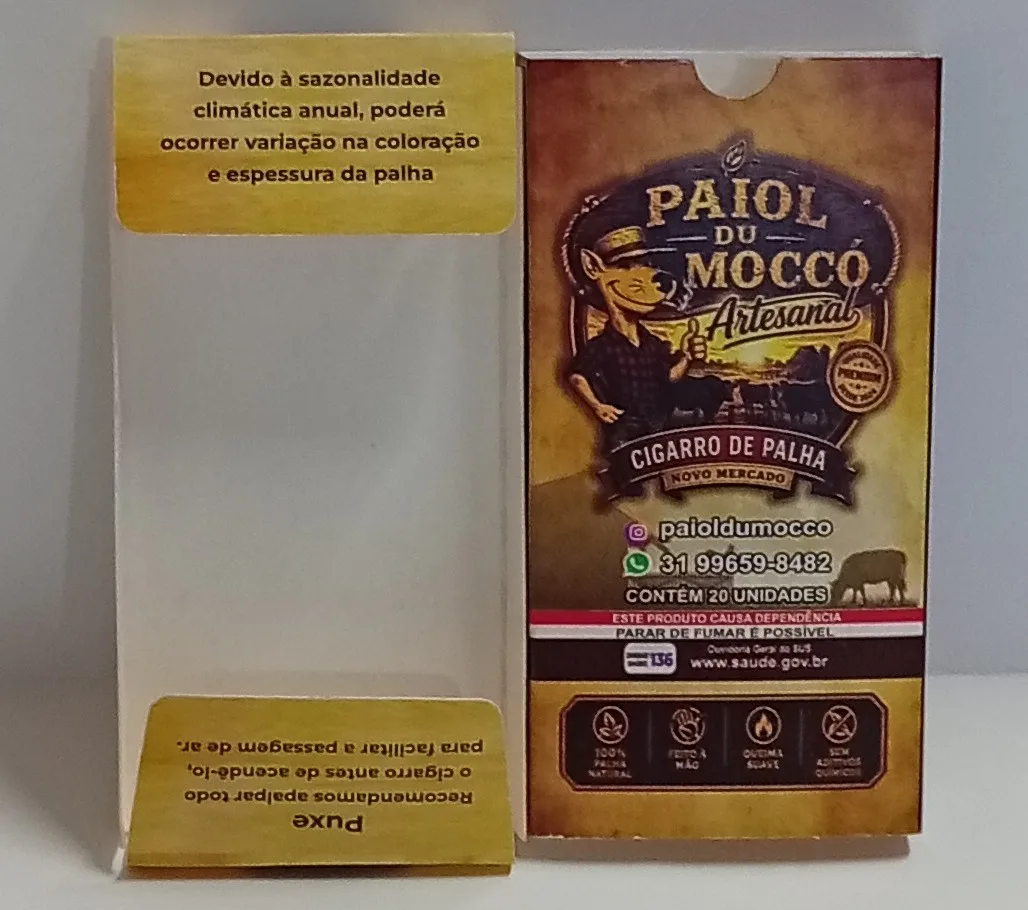 Devido à sazonalidade
climática anual, poderá
ocorrer variação na coloração
e espessura da palha
Puxe
Recomendamos apalpar todo
o cigarro antes de acendê-lo,
para facilitar a passagem de ar.
PAIOL
DU
MOCCÓ
Artesanal
PREMIUM
CIGARRO DE PALHA
NOVO MERCADO
paioldumocco
31 99659-8482
CONTÉM 20 UNIDADES
ESTE PRODUTO CAUSA DEPENDÊNCIA
PARAR DE FUMAR É POSSÍVEL
136
Ouvidoria Geral do SUS
www.saude.gov.br
100%
PALHA
NATURAL
FEITO À
MÃO
QUEIMA
SUAVE
SEM
ADITIVOS
QUÍMICOS